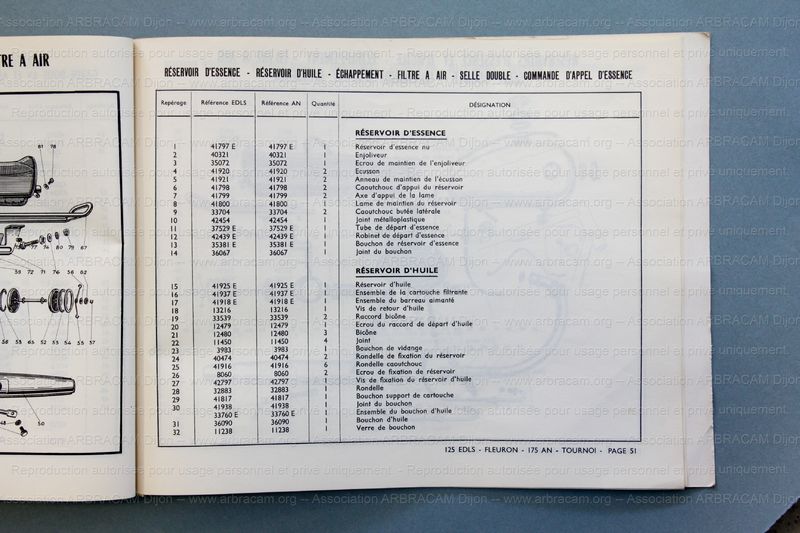 TRE A AIR
RÉSERVOIR D'ESSENCE - RÉSERVOIR D'HUILE - ÉCHAPPEMENT - FILTRE A AIR - SELLE DOUBLE - COMMANDE D'APPEL D'ESSENCE
Repérage Référence EDLS Référence AN Quantité DÉSIGNATION
RÉSERVOIR D'ESSENCE
1 41797 E 41797 E 1 Réservoir d'essence nu
2 40321 40321 1 Enjoliveur
3 35072 35072 1 Ecrou de maintien de l'enjoliveur
4 41920 41920 2 Ecusson
5 41921 41921 2 Anneau de maintien de l'écusson
6 41798 41798 2 Caoutchouc d'appui du réservoir
7 41799 41799 2 Axe d'appui de la lame
8 41800 41800 1 Lame de maintien du réservoir
9 33704 33704 2 Caoutchouc butée latérale
10 42454 42454 1 Joint métalloplastique
11 37529 E 37529 E 1 Tube de départ d'essence
12 42439 E 42439 E 1 Robinet de départ d'essence
13 35381 E 35381 E 1 Bouchon de réservoir d'essence
14 36067 36067 1 Joint du bouchon
RÉSERVOIR D'HUILE
15 41925 E 41925 E 1 Réservoir d'huile
16 41937 E 41937 E 1 Ensemble de la cartouche filtrante
17 41918 E 41918 E 1 Ensemble du barreau aimanté
18 13216 13216 1 Vis de retour d'huile
19 33539 33539 2 Raccord bicône
20 12479 12479 1 Ecrou du raccord de départ d'huile
21 12480 12480 3 Bicône
22 11450 11450 4 Joint
23 3983 3983 1 Bouchon de vidange
24 40474 40474 2 Rondelle de fixation du réservoir
25 41916 41916 6 Rondelle caoutchouc
26 8060 8060 2 Ecrou de fixation de réservoir
27 42797 42797 1 Vis de fixation du réservoir d'huile
28 32883 32883 1 Rondelle
29 41817 41817 1 Bouchon support de cartouche
30 41938 41938 1 Joint du bouchon
33760 E 33760 E 1 Ensemble du bouchon d'huile
31 36090 36090 1 Bouchon d'huile
32 11238 11238 1 Verre de bouchon
125 EDLS - FLEURON - 175 AN - TOURNOI - PAGE 51
Reproduction autorisée pour usage personnel et privé uniquement.
www.arbracam.org -- Association ARBRACAM Dijon